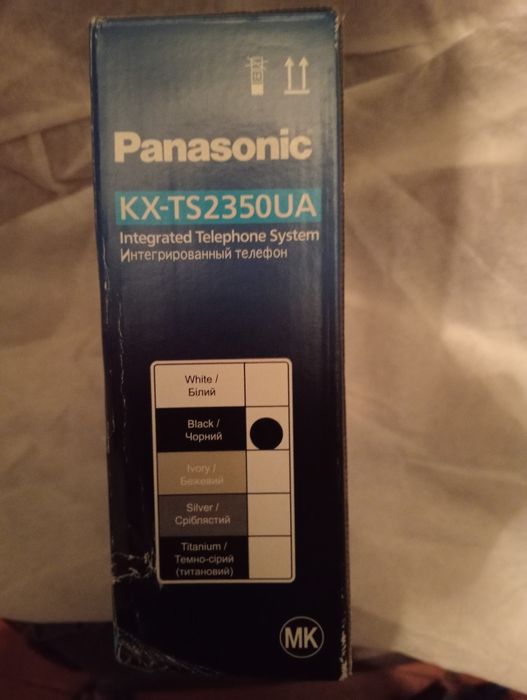 Panasonic
KX-TS2350UA
Integrated Telephone System
Интегрированный телефон
White /
Білий
Black /
Чорний
Ivory /
Бежевий
Silver /
Сріблястий
Titanium /
Темно-сірий
(титановий)
MK